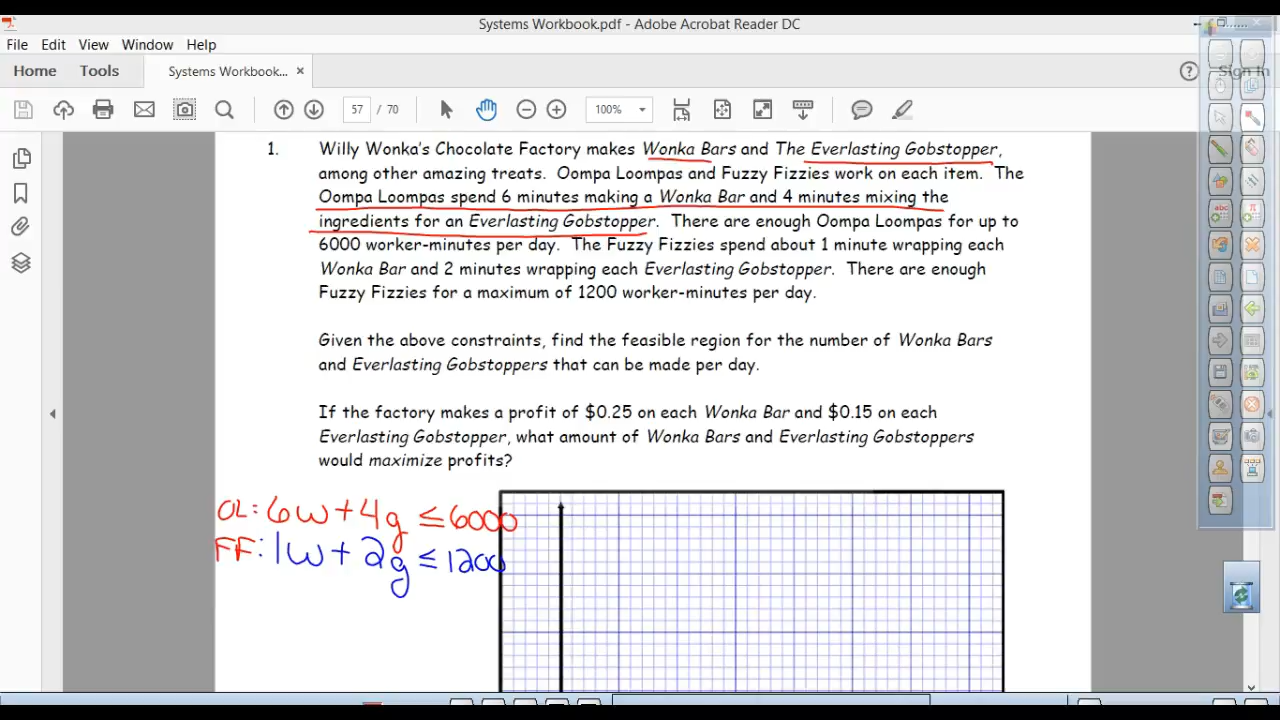 Systems Workbook.pdf - Adobe Acrobat Reader DC
File Edit View Window Help
Home Tools Systems Workbook... ×
Sign In
57 / 70 100%
1. Willy Wonka's Chocolate Factory makes Wonka Bars and The Everlasting Gobstopper,
among other amazing treats. Oompa Loompas and Fuzzy Fizzies work on each item. The
Oompa Loompas spend 6 minutes making a Wonka Bar and 4 minutes mixing the
ingredients for an Everlasting Gobstopper. There are enough Oompa Loompas for up to
6000 worker-minutes per day. The Fuzzy Fizzies spend about 1 minute wrapping each
Wonka Bar and 2 minutes wrapping each Everlasting Gobstopper. There are enough
Fuzzy Fizzies for a maximum of 1200 worker-minutes per day.
Given the above constraints, find the feasible region for the number of Wonka Bars
and Everlasting Gobstoppers that can be made per day.
If the factory makes a profit of $0.25 on each Wonka Bar and $0.15 on each
Everlasting Gobstopper, what amount of Wonka Bars and Everlasting Gobstoppers
would maximize profits?
OL: 6w + 4g ≤ 6000
FF: 1w + 2g ≤ 1200